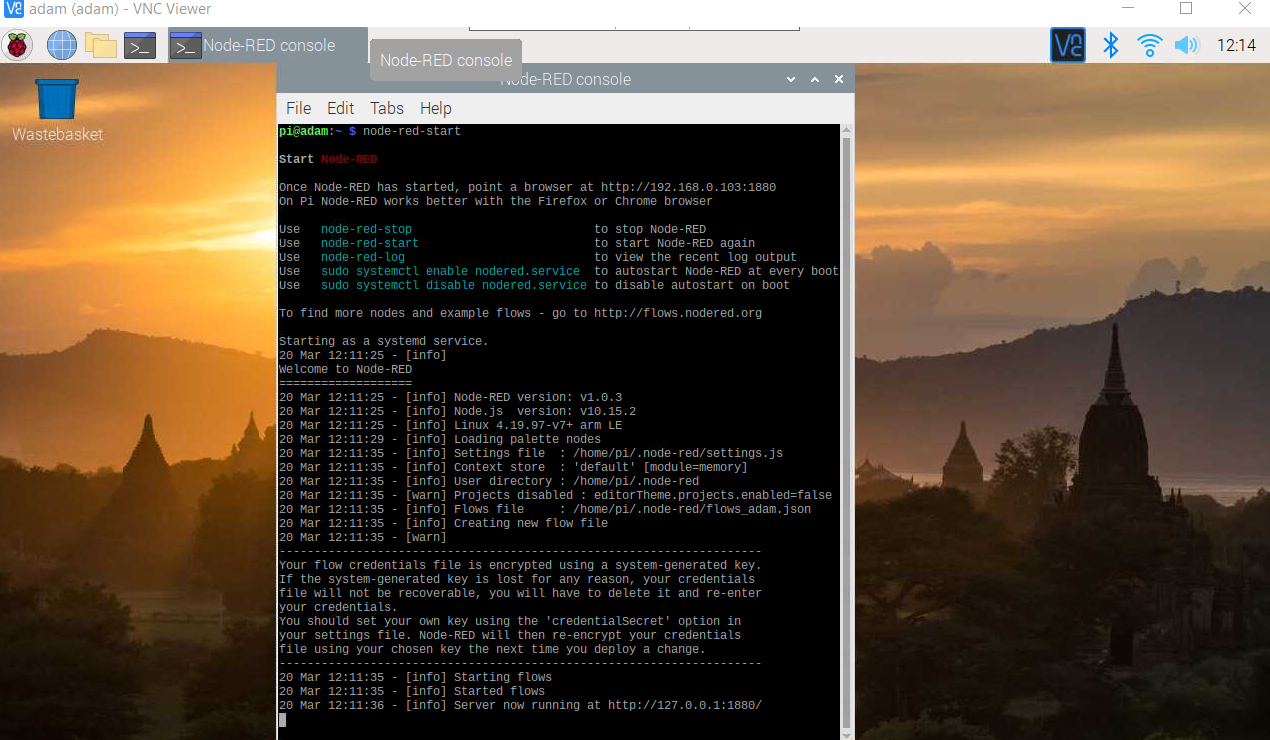 adam (adam) - VNC Viewer
Node-RED console
12:14
Node-RED console
Node-RED console
Wastebasket
File Edit Tabs Help
pi@adam:~ $ node-red-start
Start Node-RED
Once Node-RED has started, point a browser at http://192.168.0.103:1880
On Pi Node-RED works better with the Firefox or Chrome browser
Use node-red-stop to stop Node-RED
Use node-red-start to start Node-RED again
Use node-red-log to view the recent log output
Use sudo systemctl enable nodered.service to autostart Node-RED at every boot
Use sudo systemctl disable nodered.service to disable autostart on boot
To find more nodes and example flows - go to http://flows.nodered.org
Starting as a systemd service.
20 Mar 12:11:25 - [info]
Welcome to Node-RED
===================
20 Mar 12:11:25 - [info] Node-RED version: v1.0.3
20 Mar 12:11:25 - [info] Node.js version: v10.15.2
20 Mar 12:11:25 - [info] Linux 4.19.97-v7+ arm LE
20 Mar 12:11:29 - [info] Loading palette nodes
20 Mar 12:11:35 - [info] Settings file : /home/pi/.node-red/settings.js
20 Mar 12:11:35 - [info] Context store : 'default' [module=memory]
20 Mar 12:11:35 - [info] User directory : /home/pi/.node-red
20 Mar 12:11:35 - [warn] Projects disabled : editorTheme.projects.enabled=false
20 Mar 12:11:35 - [info] Flows file : /home/pi/.node-red/flows_adam.json
20 Mar 12:11:35 - [info] Creating new flow file
20 Mar 12:11:35 - [warn]
---------------------------------------------------------------------
Your flow credentials file is encrypted using a system-generated key.
If the system-generated key is lost for any reason, your credentials
file will not be recoverable, you will have to delete it and re-enter
your credentials.
You should set your own key using the 'credentialSecret' option in
your settings file. Node-RED will then re-encrypt your credentials
file using your chosen key the next time you deploy a change.
---------------------------------------------------------------------
20 Mar 12:11:35 - [info] Starting flows
20 Mar 12:11:35 - [info] Started flows
20 Mar 12:11:36 - [info] Server now running at http://127.0.0.1:1880/